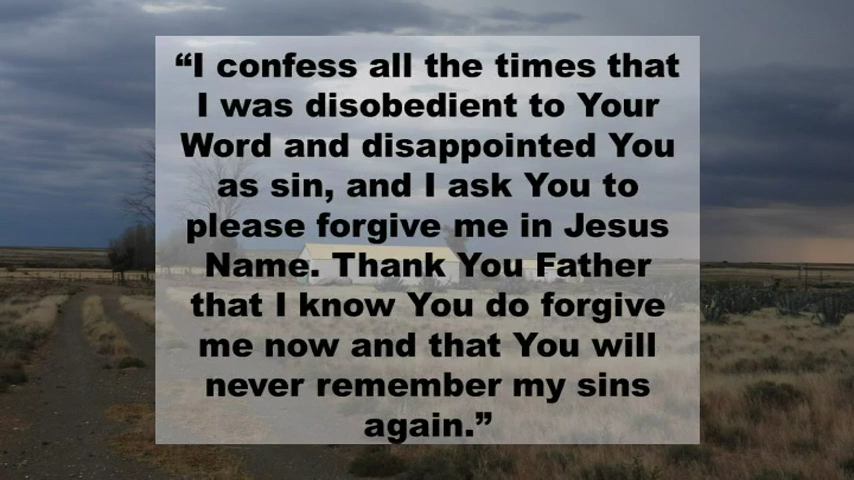 “I confess all the times that
I was disobedient to Your
Word and disappointed You
as sin, and I ask You to
please forgive me in Jesus
Name. Thank You Father
that I know You do forgive
me now and that You will
never remember my sins
again.”